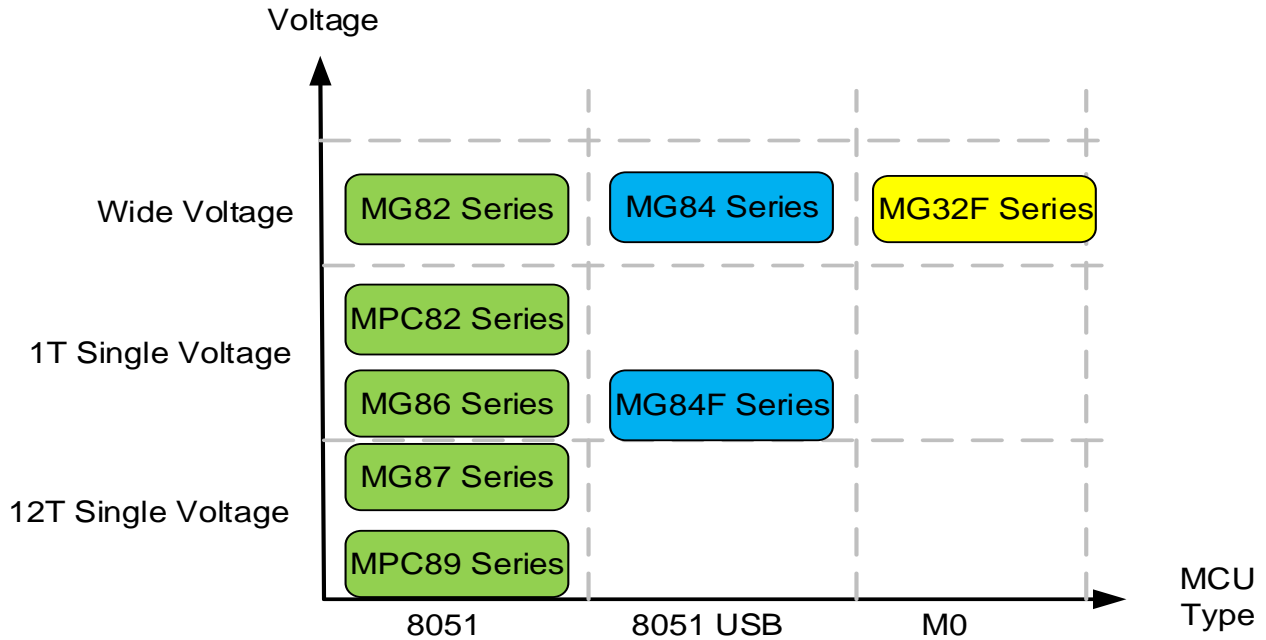 Voltage
Wide Voltage
MG82 Series
MG84 Series
MG32F Series
1T Single Voltage
MPC82 Series
MG86 Series
MG84F Series
12T Single Voltage
MG87 Series
MPC89 Series
8051
8051 USB
M0
MCU
Type